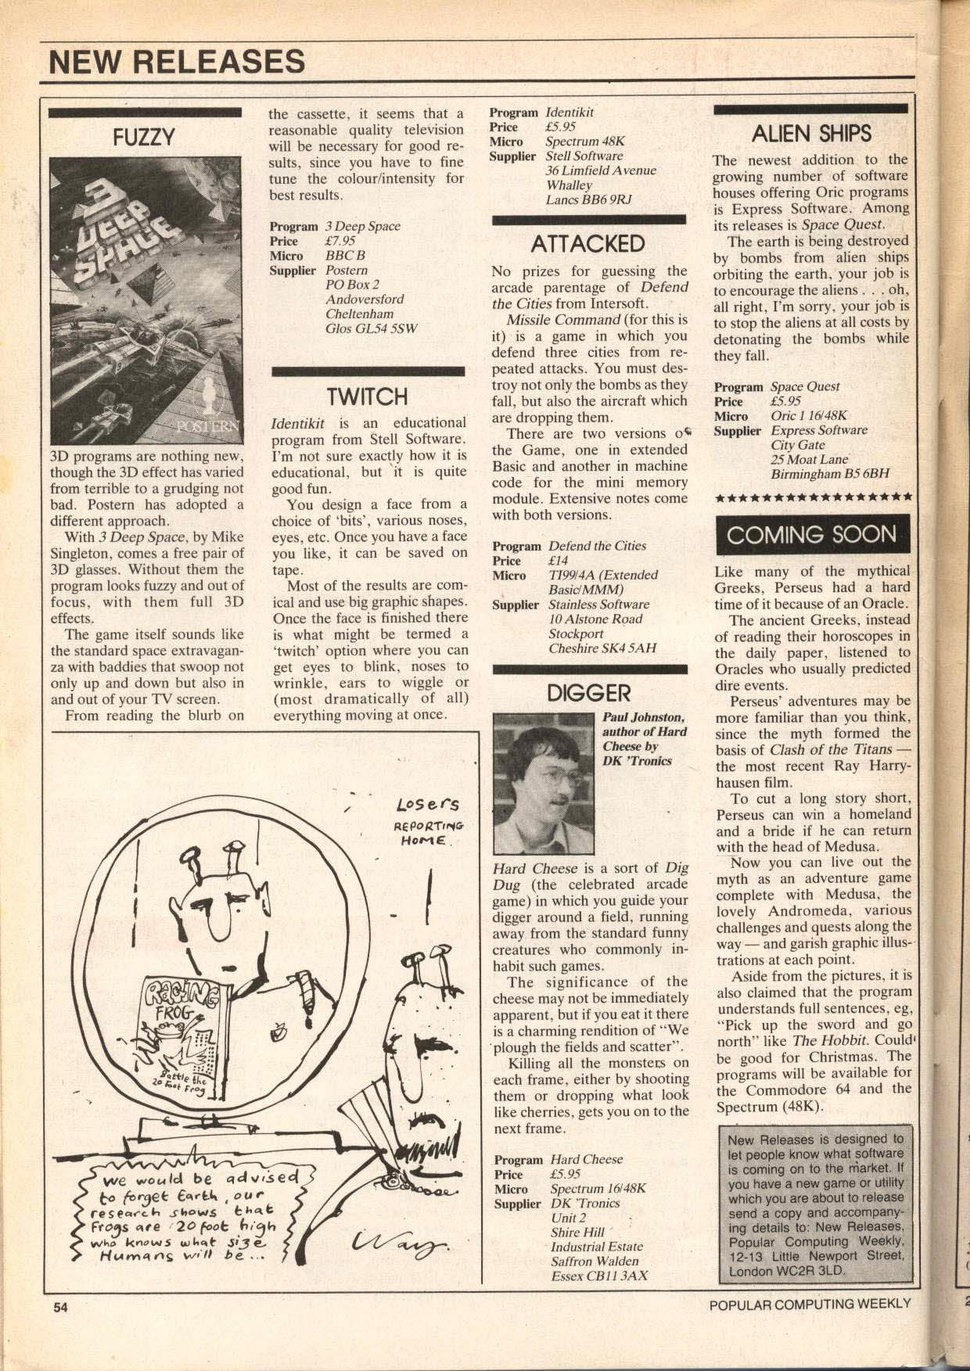 NEW RELEASES
FUZZY
3
DEEP
SPACE
POSTERN
3D programs are nothing new,
though the 3D effect has varied
from terrible to a grudging not
bad. Postern has adopted a
different approach.
With 3 Deep Space, by Mike
Singleton, comes a free pair of
3D glasses. Without them the
program looks fuzzy and out of
focus, with them full 3D
effects.
The game itself sounds like
the standard space extravagan-
za with baddies that swoop not
only up and down but also in
and out of your TV screen.
From reading the blurb on
the cassette, it seems that a
reasonable quality television
will be necessary for good re-
sults, since you have to fine
tune the colour/intensity for
best results.
Program 3 Deep Space
Price £7.95
Micro BBC B
Supplier Postern
PO Box 2
Andoversford
Cheltenham
Glos GL54 5SW
TWITCH
Identikit is an educational
program from Stell Software.
I'm not sure exactly how it is
educational, but it is quite
good fun.
You design a face from a
choice of 'bits', various noses,
eyes, etc. Once you have a face
you like, it can be saved on
tape.
Most of the results are com-
ical and use big graphic shapes.
Once the face is finished there
is what might be termed a
'twitch' option where you can
get eyes to blink, noses to
wrinkle, ears to wiggle or
(most dramatically of all)
everything moving at once.
Program Identikit
Price £5.95
Micro Spectrum 48K
Supplier Stell Software
36 Limfield Avenue
Whalley
Lancs BB6 9RJ
ATTACKED
No prizes for guessing the
arcade parentage of Defend
the Cities from Intersoft.
Missile Command (for this is
it) is a game in which you
defend three cities from re-
peated attacks. You must des-
troy not only the bombs as they
fall, but also the aircraft which
are dropping them.
There are two versions of
the Game, one in extended
Basic and another in machine
code for the mini memory
module. Extensive notes come
with both versions.
Program Defend the Cities
Price £14
Micro TI99/4A (Extended
Basic/MMM)
Supplier Stainless Software
10 Alstone Road
Stockport
Cheshire SK4 5AH
DIGGER
Paul Johnston,
author of Hard
Cheese by
DK 'Tronics
Hard Cheese is a sort of Dig
Dug (the celebrated arcade
game) in which you guide your
digger around a field, running
away from the standard funny
creatures who commonly in-
habit such games.
The significance of the
cheese may not be immediately
apparent, but if you eat it there
is a charming rendition of "We
plough the fields and scatter".
Killing all the monsters on
each frame, either by shooting
them or dropping what look
like cherries, gets you on to the
next frame.
Program Hard Cheese
Price £5.95
Micro Spectrum 16/48K
Supplier DK 'Tronics
Unit 2
Shire Hill
Industrial Estate
Saffron Walden
Essex CB11 3AX
ALIEN SHIPS
The newest addition to the
growing number of software
houses offering Oric programs
is Express Software. Among
its releases is Space Quest.
The earth is being destroyed
by bombs from alien ships
orbiting the earth, your job is
to encourage the aliens . . . oh,
all right, I'm sorry, your job is
to stop the aliens at all costs by
detonating the bombs while
they fall.
Program Space Quest
Price £5.95
Micro Oric 1 16/48K
Supplier Express Software
City Gate
25 Moat Lane
Birmingham B5 6BH
★★★★★★★★★★★★★★★★★
COMING SOON
Like many of the mythical
Greeks, Perseus had a hard
time of it because of an Oracle.
The ancient Greeks, instead
of reading their horoscopes in
the daily paper, listened to
Oracles who usually predicted
dire events.
Perseus' adventures may be
more familiar than you think,
since the myth formed the
basis of Clash of the Titans —
the most recent Ray Harry-
hausen film.
To cut a long story short,
Perseus can win a homeland
and a bride if he can return
with the head of Medusa.
Now you can live out the
myth as an adventure game
complete with Medusa, the
lovely Andromeda, various
challenges and quests along the
way — and garish graphic illus-
trations at each point.
Aside from the pictures, it is
also claimed that the program
understands full sentences, eg,
"Pick up the sword and go
north" like The Hobbit. Could
be good for Christmas. The
programs will be available for
the Commodore 64 and the
Spectrum (48K).
New Releases is designed to
let people know what software
is coming on to the market. If
you have a new game or utility
which you are about to release
send a copy and accompany-
ing details to: New Releases,
Popular Computing Weekly,
12-13 Little Newport Street,
London WC2R 3LD.
LOSERS
REPORTING
HOME.
RACING
FROG
Battle the
20 Foot Frog
We would be advised
to forget Earth, our
research shows that
Frogs are 20 foot high
who knows what size
Humans will be...
Way.
54
POPULAR COMPUTING WEEKLY